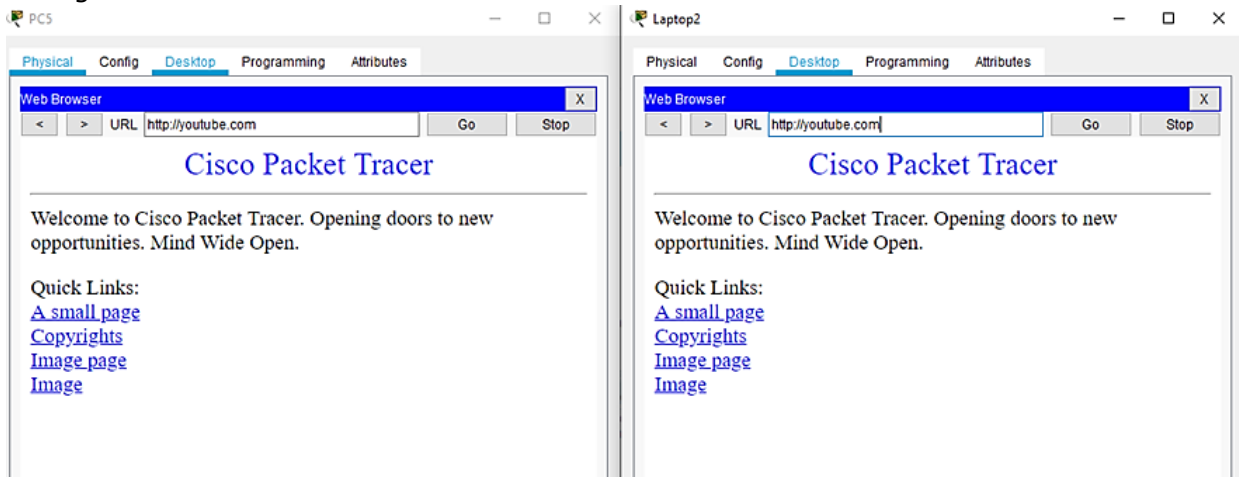 PC5
Physical Config Desktop Programming Attributes
Web Browser X
< > URL http://youtube.com Go Stop
Cisco Packet Tracer
Welcome to Cisco Packet Tracer. Opening doors to new
opportunities. Mind Wide Open.
Quick Links:
A small page
Copyrights
Image page
Image
Laptop2
Physical Config Desktop Programming Attributes
Web Browser X
< > URL http://youtube.com Go Stop
Cisco Packet Tracer
Welcome to Cisco Packet Tracer. Opening doors to new
opportunities. Mind Wide Open.
Quick Links:
A small page
Copyrights
Image page
Image